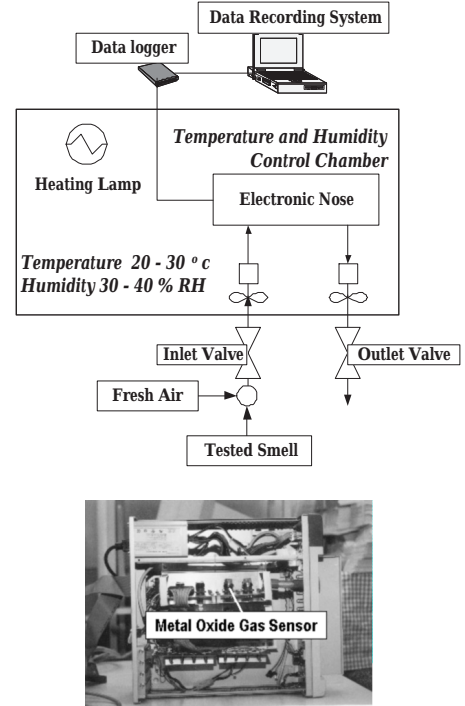 Data Recording System
Data logger
Temperature and Humidity
Control Chamber
Heating Lamp
Electronic Nose
Temperature 20 - 30 º c
Humidity 30 - 40 % RH
Inlet Valve
Outlet Valve
Fresh Air
Tested Smell
Metal Oxide Gas Sensor